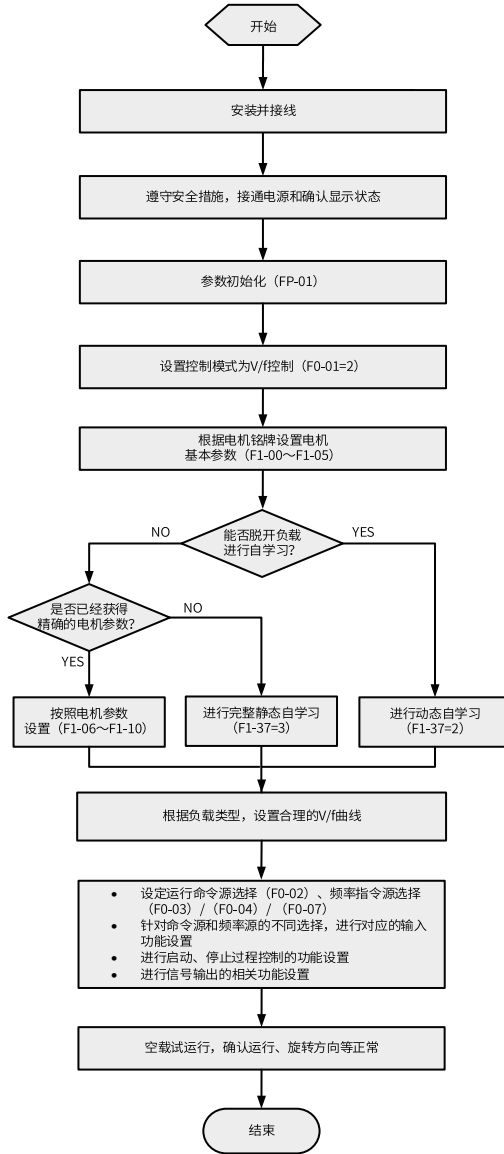 开始
安装并接线
遵守安全措施，接通电源和确认显示状态
参数初始化（FP-01）
设置控制模式为V/f控制（F0-01=2）
根据电机铭牌设置电机
基本参数（F1-00～F1-05）
能否脱开负载
进行自学习？
NO
YES
是否已经获得
精确的电机参数？
NO
YES
按照电机参数
设置（F1-06～F1-10）
进行完整静态自学习
（F1-37=3）
进行动态自学习
（F1-37=2）
根据负载类型，设置合理的V/f曲线
• 设定运行命令源选择（F0-02）、频率指令源选择
（F0-03）/（F0-04）/ （F0-07）
• 针对命令源和频率源的不同选择，进行对应的输入
功能设置
• 进行启动、停止过程控制的功能设置
• 进行信号输出的相关功能设置
空载试运行，确认运行、旋转方向等正常
结束